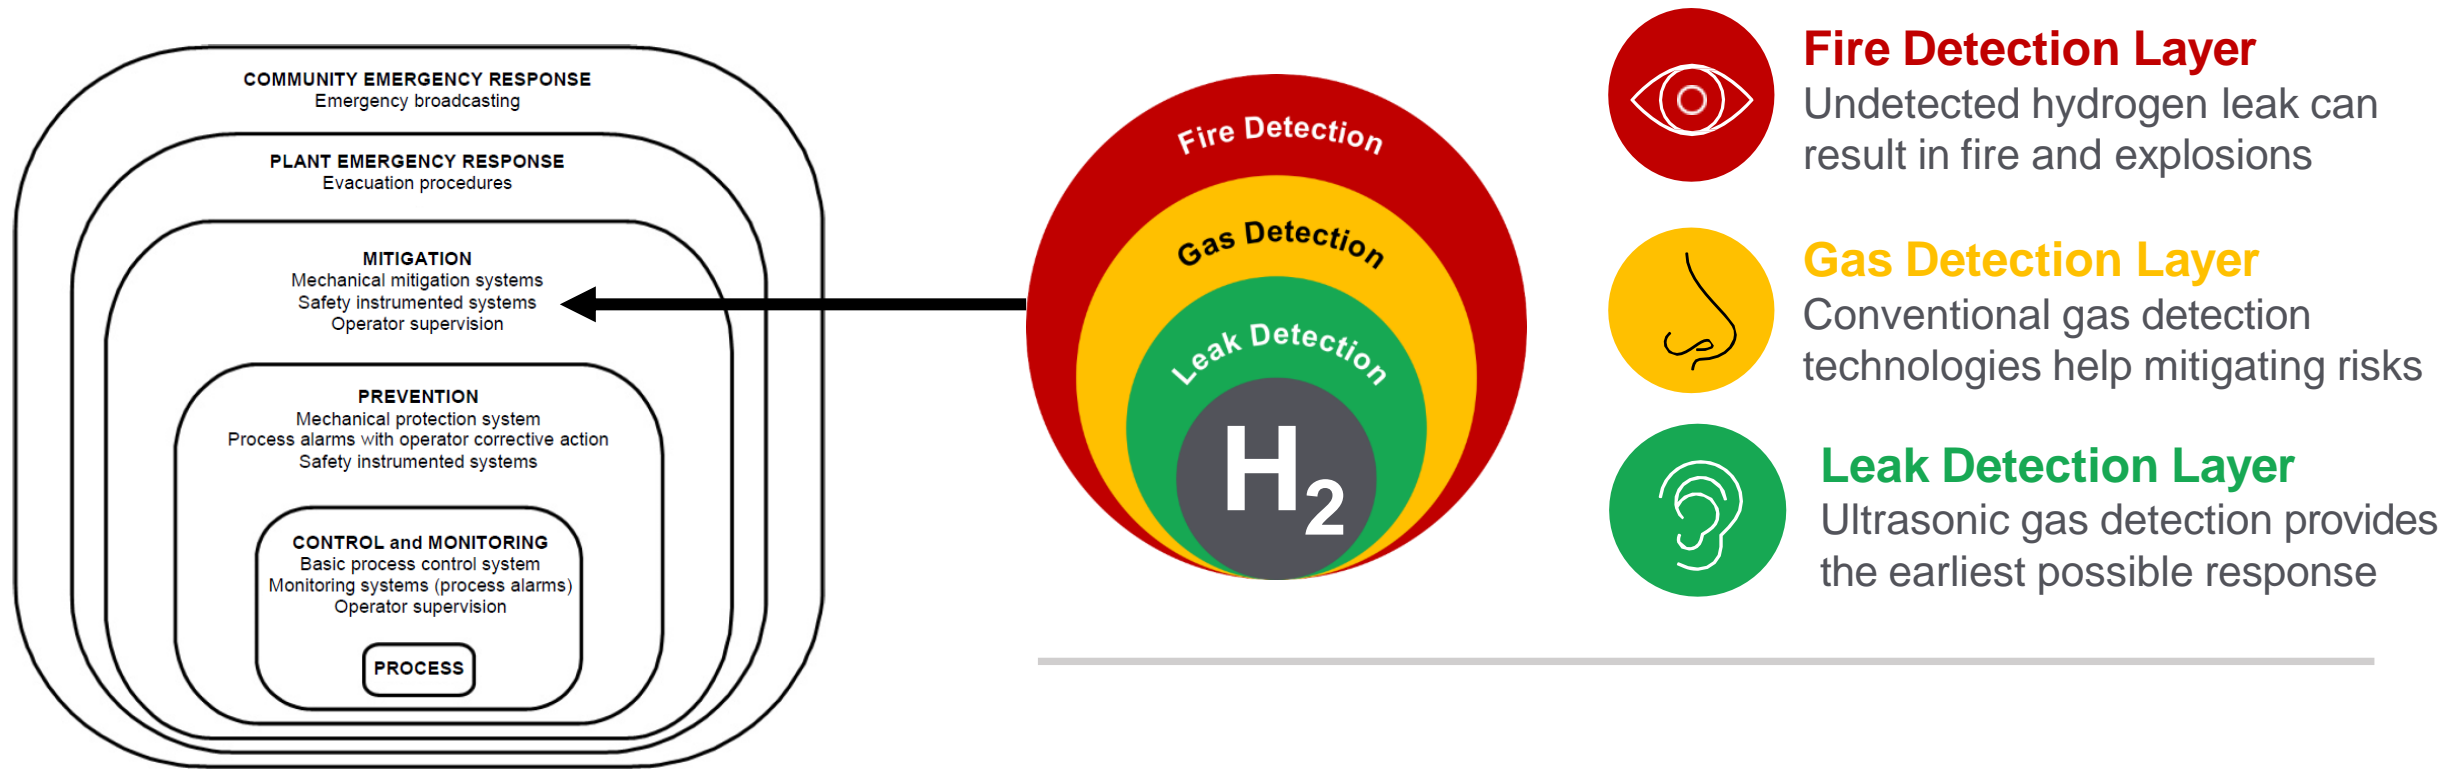 COMMUNITY EMERGENCY RESPONSE
Emergency broadcasting
PLANT EMERGENCY RESPONSE
Evacuation procedures
MITIGATION
Mechanical mitigation systems
Safety instrumented systems
Operator supervision
PREVENTION
Mechanical protection system
Process alarms with operator corrective action
Safety instrumented systems
CONTROL and MONITORING
Basic process control system
Monitoring systems (process alarms)
Operator supervision
PROCESS
Fire Detection
Gas Detection
Leak Detection
H₂
Fire Detection Layer
Undetected hydrogen leak can
result in fire and explosions
Gas Detection Layer
Conventional gas detection
technologies help mitigating risks
Leak Detection Layer
Ultrasonic gas detection provides
the earliest possible response